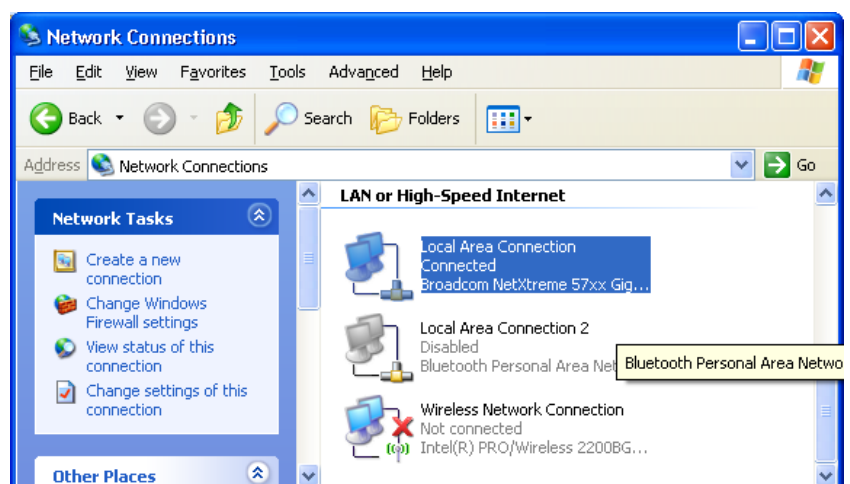 Network Connections
File Edit View Favorites Tools Advanced Help
Back Search Folders
Address Network Connections Go
Network Tasks
Create a new
connection
Change Windows
Firewall settings
View status of this
connection
Change settings of this
connection
Other Places
LAN or High-Speed Internet
Local Area Connection
Connected
Broadcom NetXtreme 57xx Gig...
Local Area Connection 2
Disabled
Bluetooth Personal Area Net
Bluetooth Personal Area Netwo
Wireless Network Connection
Not connected
Intel(R) PRO/Wireless 2200BG...